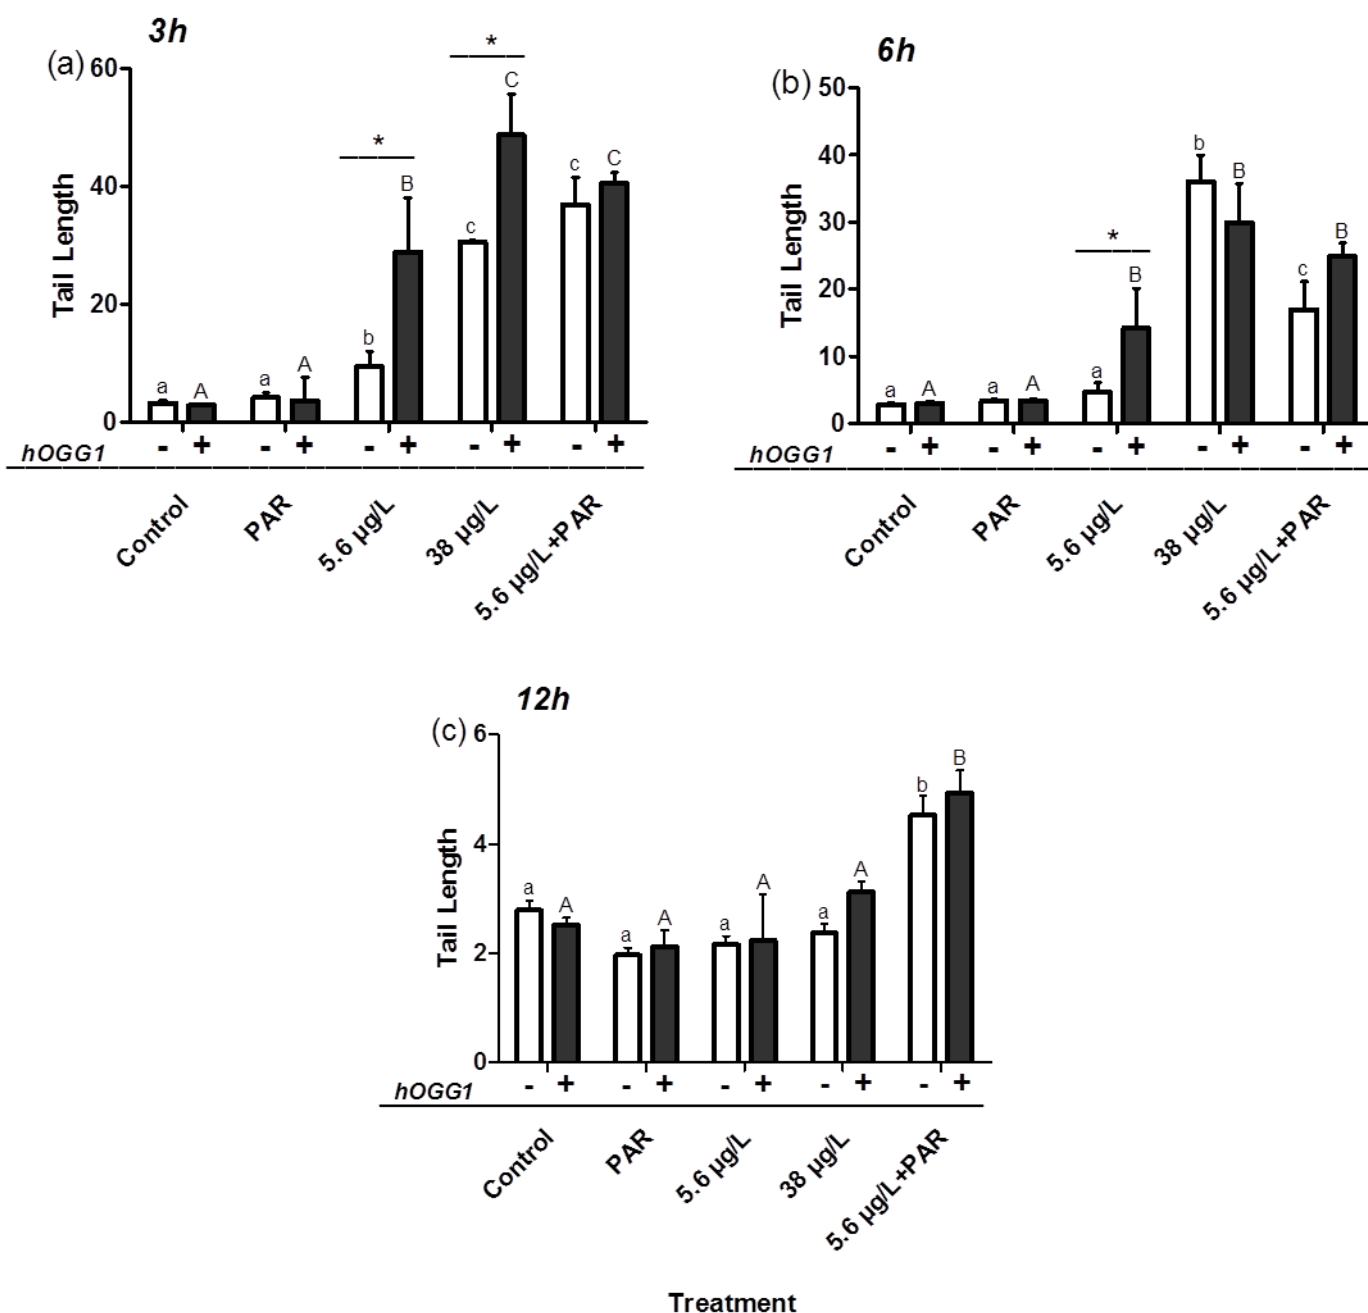 3h
(a)
60
40
20
0
Tail Length
*
*
a A a A b B c C c C
hOGG1 - + - + - + - + - +
Control PAR 5.6 µg/L 38 µg/L 5.6 µg/L+PAR
6h
(b)
50
40
30
20
10
0
Tail Length
*
a A a A a B b B c B
hOGG1 - + - + - + - + - +
Control PAR 5.6 µg/L 38 µg/L 5.6 µg/L+PAR
12h
(c)
6
4
2
0
Tail Length
a A a A a A a A b B
hOGG1 - + - + - + - + - +
Control PAR 5.6 µg/L 38 µg/L 5.6 µg/L+PAR
Treatment